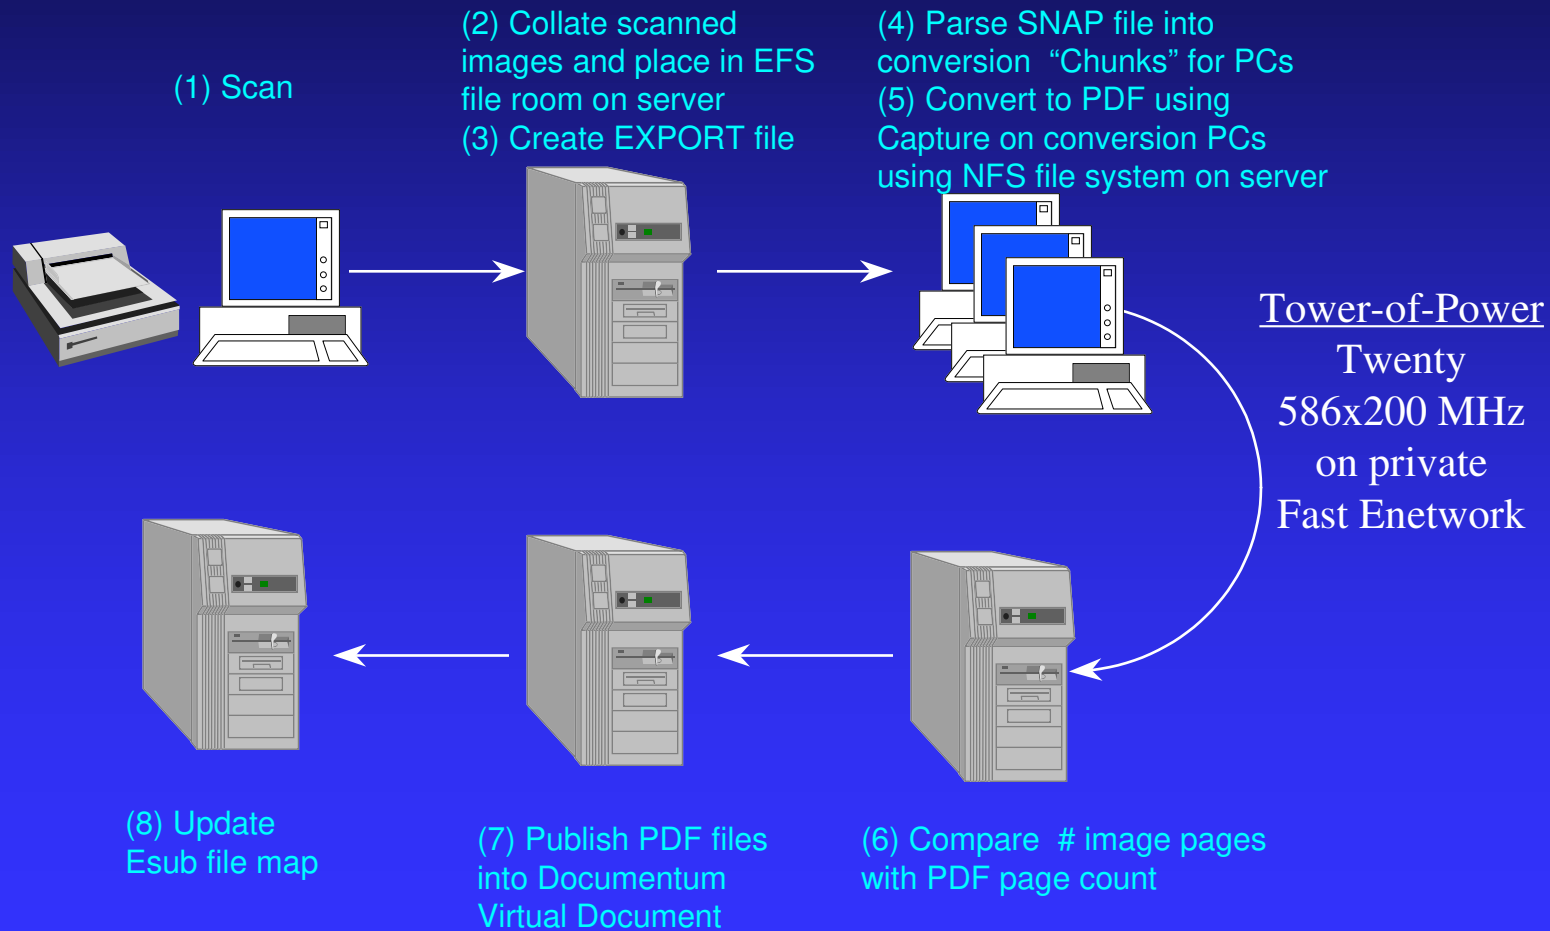 (1) Scan
(2) Collate scanned
images and place in EFS
file room on server
(3) Create EXPORT file
(4) Parse SNAP file into
conversion “Chunks” for PCs
(5) Convert to PDF using
Capture on conversion PCs
using NFS file system on server
Tower-of-Power
Twenty
586x200 MHz
on private
Fast Enetwork
(6) Compare # image pages
with PDF page count
(7) Publish PDF files
into Documentum
Virtual Document
(8) Update
Esub file map